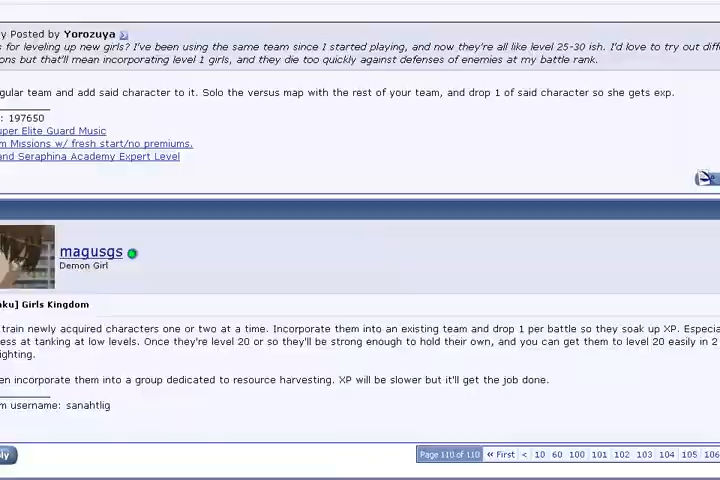 y Posted by Yorozuya
s for leveling up new girls? I've been using the same team since I started playing, and now they're all like level 25-30 ish. I'd love to try out diff
ons but that'll mean incorporating level 1 girls, and they die too quickly against defenses of enemies at my battle rank.
gular team and add said character to it. Solo the versus map with the rest of your team, and drop 1 of said character so she gets exp.
: 197650
uper Elite Guard Music
m Missions w/ fresh start/no premiums.
and Seraphina Academy Expert Level
magusgs
Demon Girl
aku] Girls Kingdom
train newly acquired characters one or two at a time. Incorporate them into an existing team and drop 1 per battle so they soak up XP. Especia
ess at tanking at low levels. Once they're level 20 or so they'll be strong enough to hold their own, and you can get them to level 20 easily in 2
ighting.
en incorporate them into a group dedicated to resource harvesting. XP will be slower but it'll get the job done.
m username: sanahtlig
ly
Page 110 of 110 « First < 10 60 100 101 102 103 104 105 106